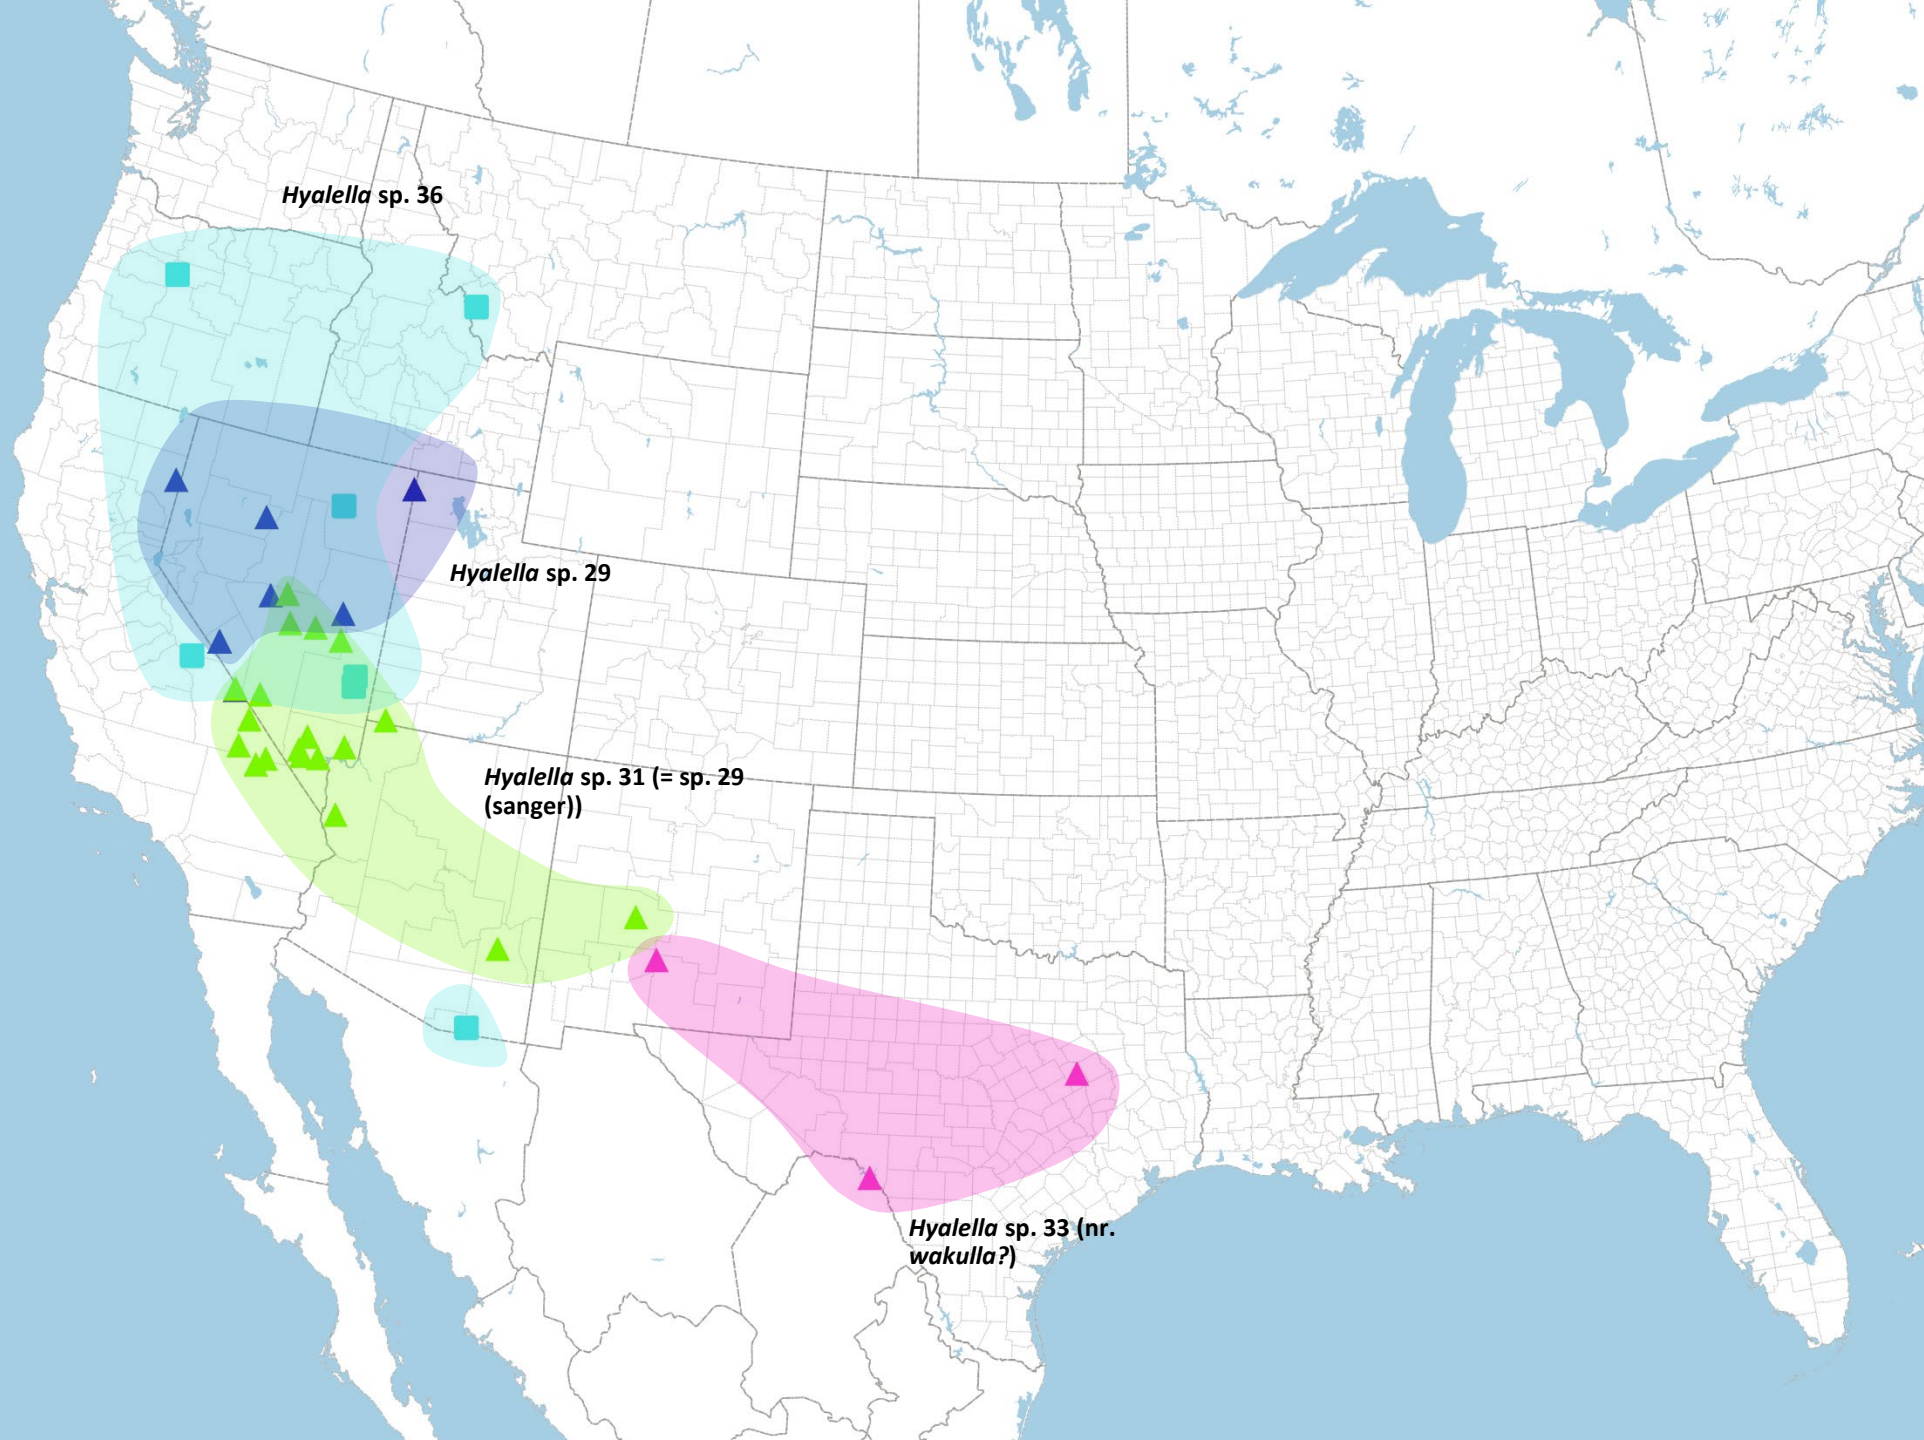 Hyalella sp. 36
Hyalella sp. 29
Hyalella sp. 31 (= sp. 29
(sanger))
Hyalella sp. 33 (nr.
wakulla?)